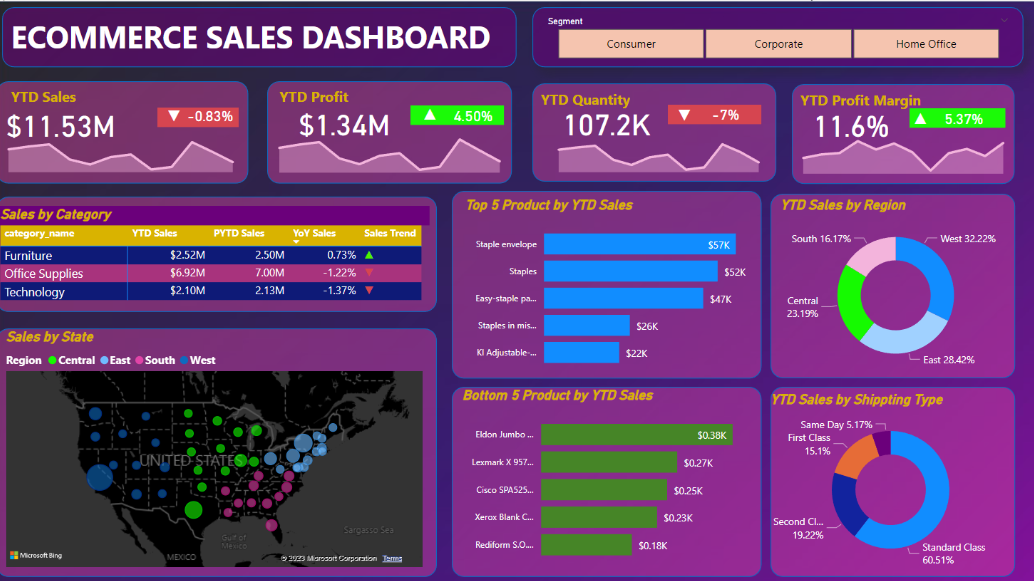 ECOMMERCE SALES DASHBOARD
Segment
Consumer
Corporate
Home Office
YTD Sales
▼ -0.83%
$11.53M
YTD Profit
▲ 4.50%
$1.34M
YTD Quantity
▼ -7%
107.2K
YTD Profit Margin
▲ 5.37%
11.6%
Sales by Category
category_name YTD Sales PYTD Sales YoY Sales Sales Trend
Furniture $2.52M 2.50M 0.73% ▲
Office Supplies $6.92M 7.00M -1.22% ▼
Technology $2.10M 2.13M -1.37% ▼
Sales by State
Region Central East South West
UNITED STATES
Gulf of
Mexico
Sargasso Sea
MEXICO
Microsoft Bing
© 2023 Microsoft Corporation Terms
Top 5 Product by YTD Sales
Staple envelope $57K
Staples $52K
Easy-staple pa... $47K
Staples in mis... $26K
KI Adjustable-... $22K
Bottom 5 Product by YTD Sales
Eldon Jumbo ... $0.38K
Lexmark X 957... $0.27K
Cisco SPA525... $0.25K
Xerox Blank C... $0.23K
Rediform S.O.... $0.18K
YTD Sales by Region
South 16.17%
West 32.22%
Central
23.19%
East 28.42%
YTD Sales by Shippting Type
Same Day 5.17%
First Class
15.1%
Second Cl...
19.22%
Standard Class
60.51%